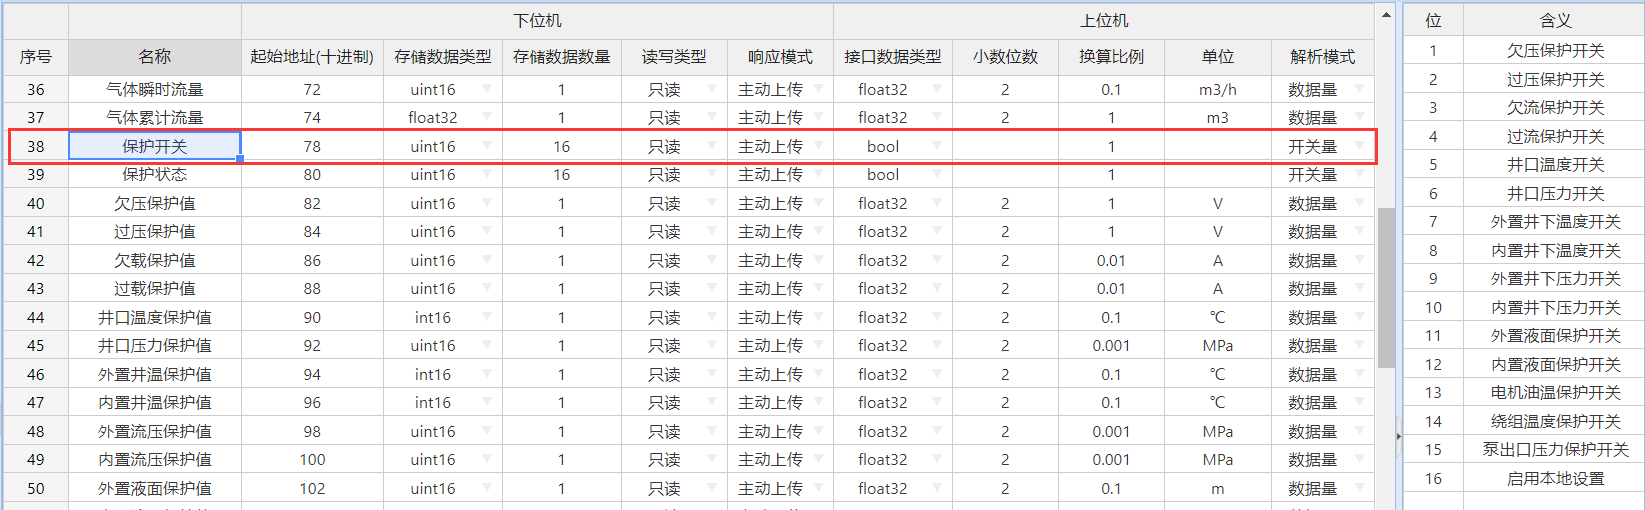 下位机 上位机
序号 名称 起始地址(十进制) 存储数据类型 存储数据数量 读写类型 响应模式 接口数据类型 小数位数 换算比例 单位 解析模式
36 气体瞬时流量 72 uint16 1 只读 主动上传 float32 2 0.1 m3/h 数据量
37 气体累计流量 74 float32 1 只读 主动上传 float32 2 1 m3 数据量
38 保护开关 78 uint16 16 只读 主动上传 bool 1 开关量
39 保护状态 80 uint16 16 只读 主动上传 bool 1 开关量
40 欠压保护值 82 uint16 1 只读 主动上传 float32 2 1 V 数据量
41 过压保护值 84 uint16 1 只读 主动上传 float32 2 1 V 数据量
42 欠载保护值 86 uint16 1 只读 主动上传 float32 2 0.01 A 数据量
43 过载保护值 88 uint16 1 只读 主动上传 float32 2 0.01 A 数据量
44 井口温度保护值 90 int16 1 只读 主动上传 float32 2 0.1 ℃ 数据量
45 井口压力保护值 92 uint16 1 只读 主动上传 float32 2 0.001 MPa 数据量
46 外置井温保护值 94 int16 1 只读 主动上传 float32 2 0.1 ℃ 数据量
47 内置井温保护值 96 int16 1 只读 主动上传 float32 2 0.1 ℃ 数据量
48 外置流压保护值 98 uint16 1 只读 主动上传 float32 2 0.001 MPa 数据量
49 内置流压保护值 100 uint16 1 只读 主动上传 float32 2 0.001 MPa 数据量
50 外置液面保护值 102 uint16 1 只读 主动上传 float32 2 0.1 m 数据量
位 含义
1 欠压保护开关
2 过压保护开关
3 欠流保护开关
4 过流保护开关
5 井口温度开关
6 井口压力开关
7 外置井下温度开关
8 内置井下温度开关
9 外置井下压力开关
10 内置井下压力开关
11 外置液面保护开关
12 内置液面保护开关
13 电机油温保护开关
14 绕组温度保护开关
15 泵出口压力保护开关
16 启用本地设置